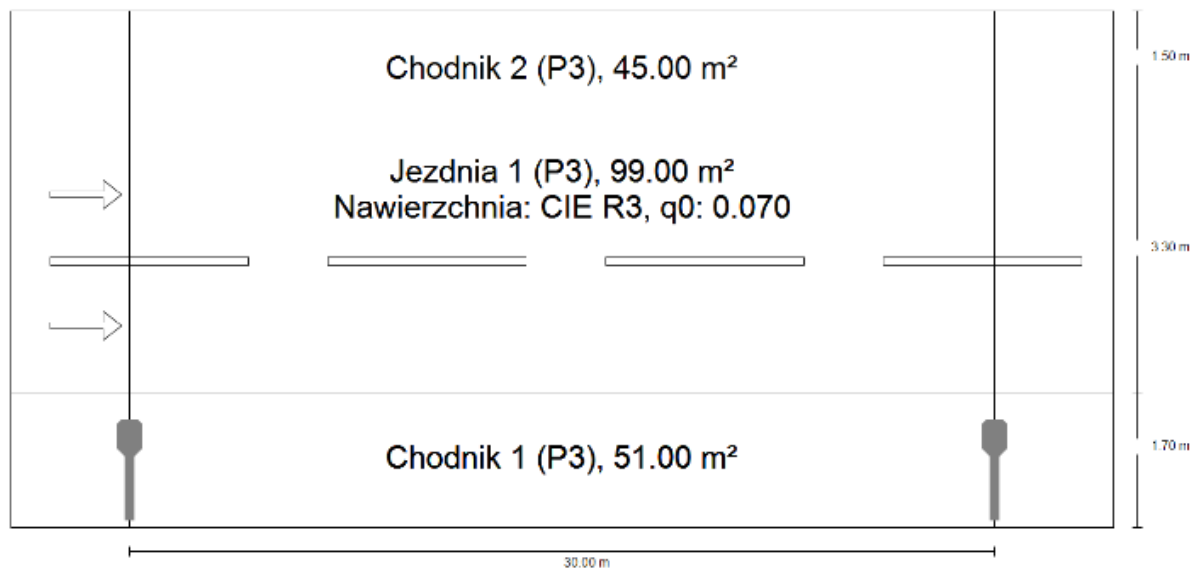 Chodnik 2 (P3), 45.00 m²
1.50 m
Jezdnia 1 (P3), 99.00 m²
Nawierzchnia: CIE R3, q0: 0.070
3.30 m
Chodnik 1 (P3), 51.00 m²
1.70 m
30.00 m